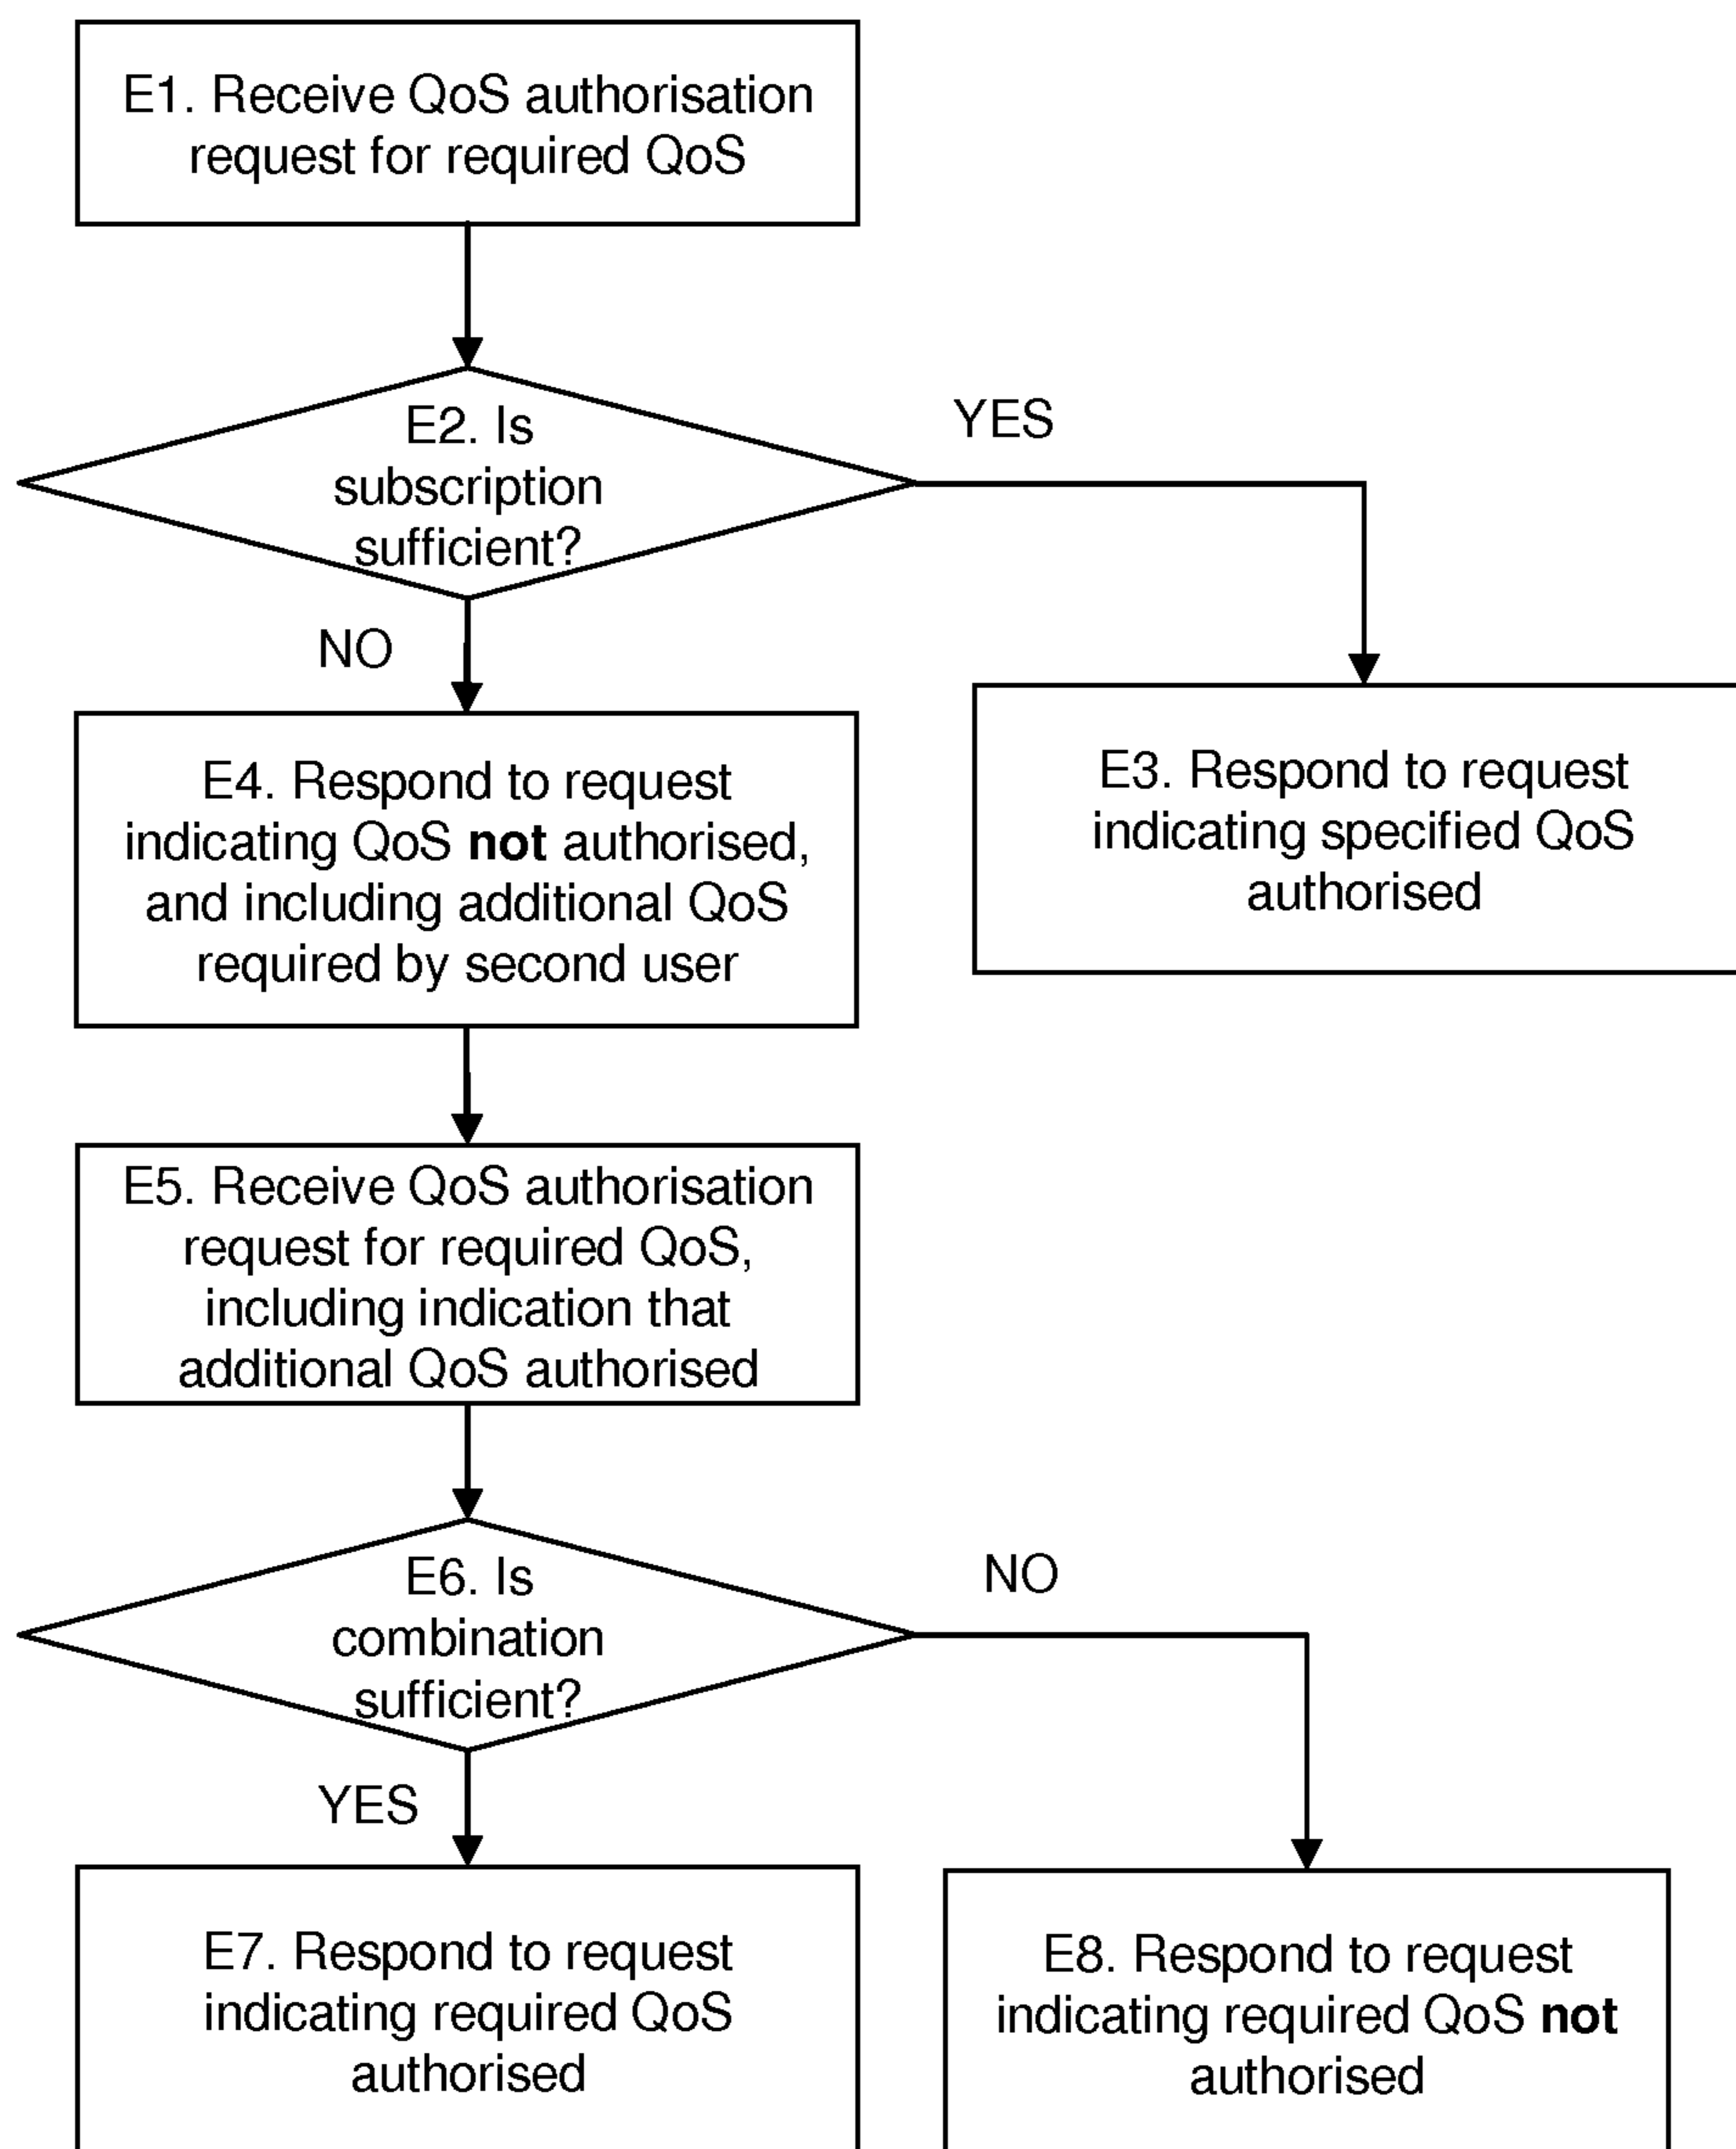 E1. Receive QoS authorisation
request for required QoS
E2. Is
subscription
sufficient?
YES
NO
E4. Respond to request
indicating QoS not authorised,
and including additional QoS
required by second user
E3. Respond to request
indicating specified QoS
authorised
E5. Receive QoS authorisation
request for required QoS,
including indication that
additional QoS authorised
E6. Is
combination
sufficient?
NO
YES
E7. Respond to request
indicating required QoS
authorised
E8. Respond to request
indicating required QoS not
authorised